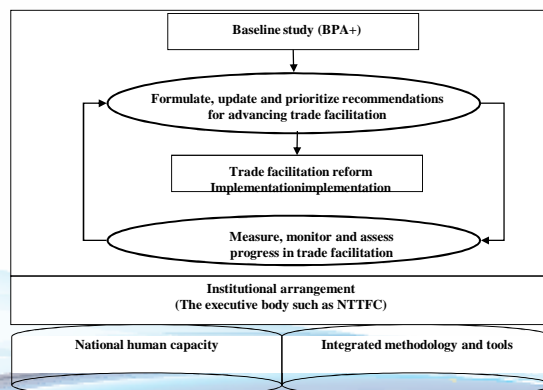 Baseline study (BPA+)
Formulate, update and prioritize recommendations
for advancing trade facilitation
Trade facilitation reform
Implementationimplementation
Measure, monitor and assess
progress in trade facilitation
Institutional arrangement
(The executive body such as NTTFC)
National human capacity
Integrated methodology and tools